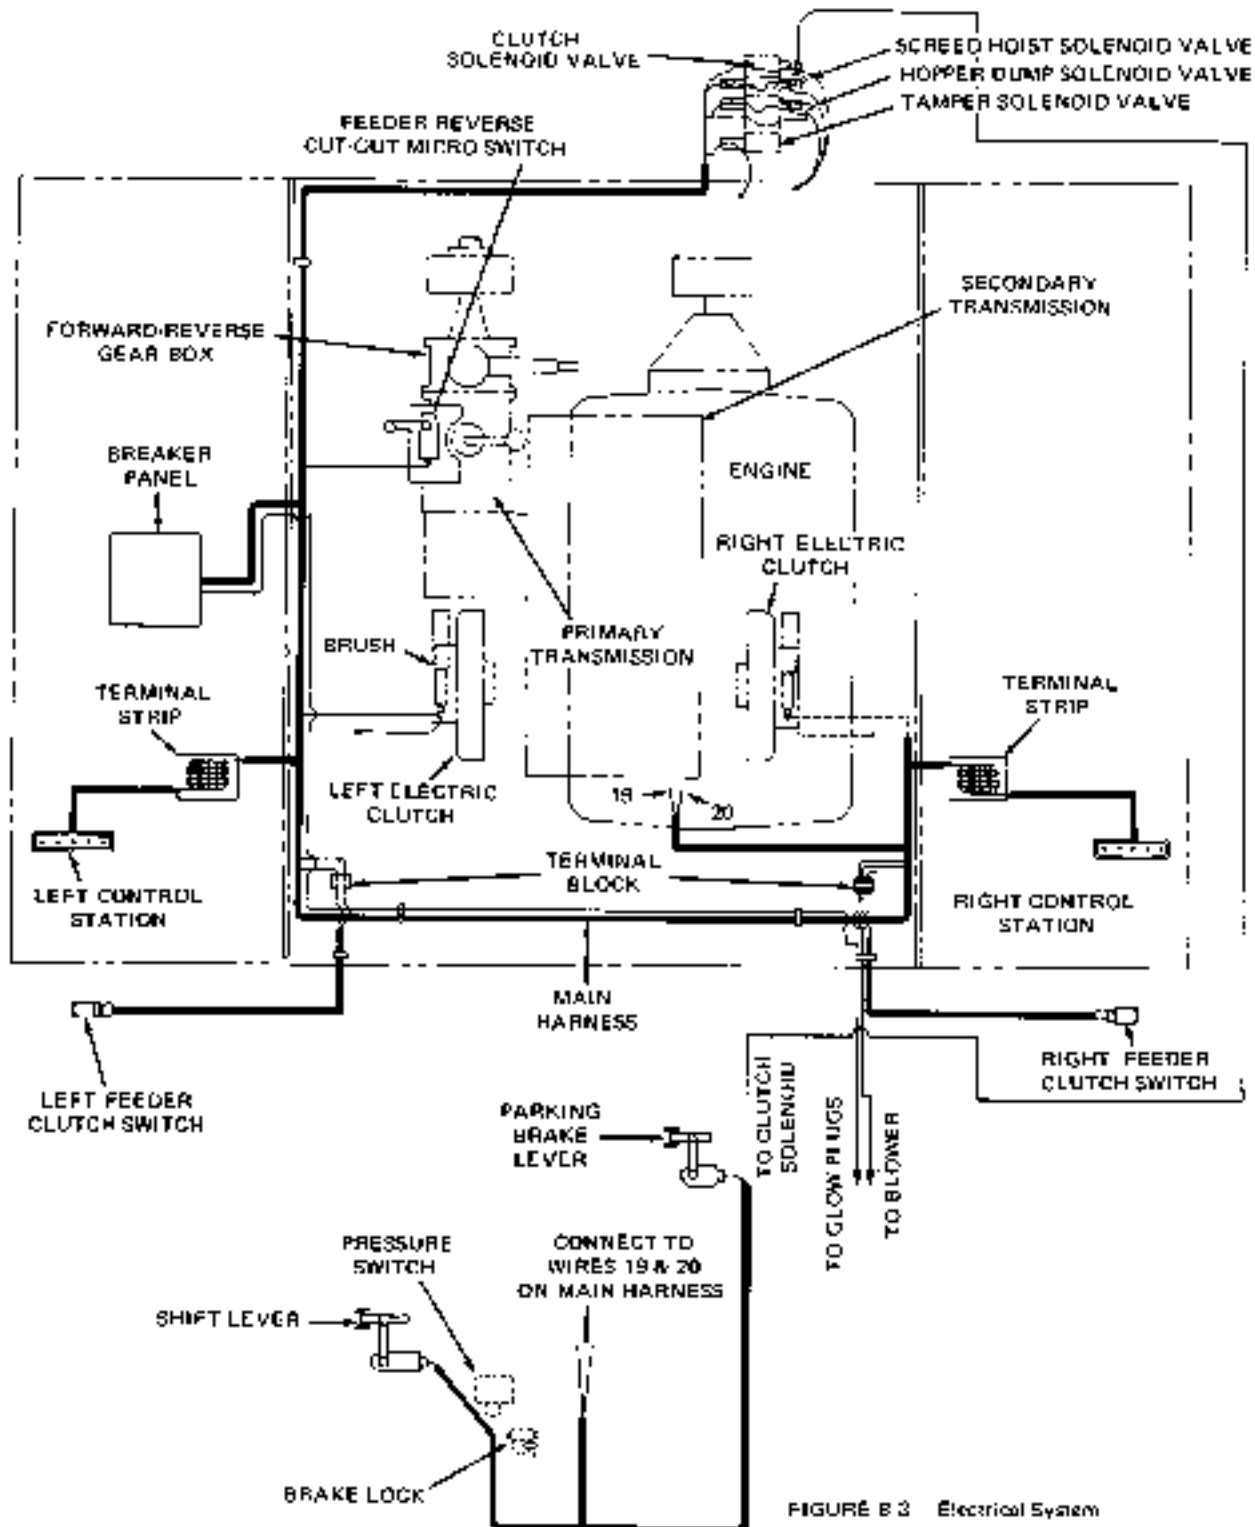 CLUTCH
SOLENOID VALVE
SCREED HOIST SOLENOID VALVE
HOPPER DUMP SOLENOID VALVE
TAMPER SOLENOID VALVE
FEEDER REVERSE
CUT-OUT MICRO SWITCH
SECONDARY
TRANSMISSION
FORWARD-REVERSE
GEAR BOX
BREAKER
PANEL
ENGINE
RIGHT ELECTRIC
CLUTCH
BRUSH
PRIMARY
TRANSMISSION
TERMINAL
STRIP
TERMINAL
STRIP
LEFT ELECTRIC
CLUTCH
19
20
TERMINAL
BLOCK
LEFT CONTROL
STATION
RIGHT CONTROL
STATION
MAIN
HARNESS
LEFT FEEDER
CLUTCH SWITCH
RIGHT FEEDER
CLUTCH SWITCH
PARKING
BRAKE
LEVER
TO CLUTCH
SOLENOID
TO GLOW PLUGS
TO BLOWER
PRESSURE
SWITCH
CONNECT TO
WIRES 19 & 20
ON MAIN HARNESS
SHIFT LEVER
BRAKE LOCK
FIGURE Electrical System